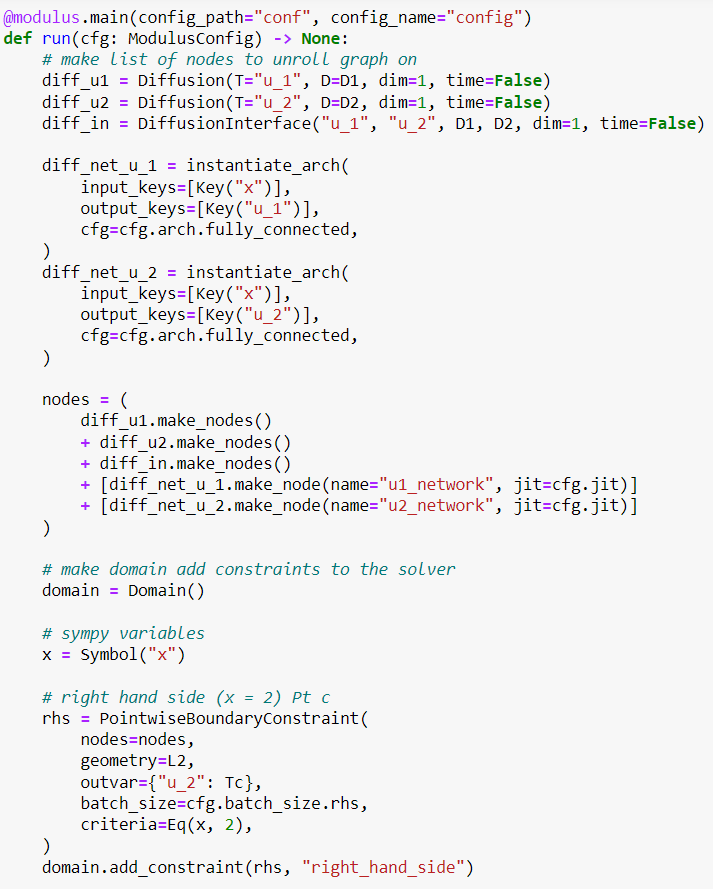 @modulus.main(config_path="conf", config_name="config")
def run(cfg: ModulusConfig) -> None:
    # make list of nodes to unroll graph on
    diff_u1 = Diffusion(T="u_1", D=D1, dim=1, time=False)
    diff_u2 = Diffusion(T="u_2", D=D2, dim=1, time=False)
    diff_in = DiffusionInterface("u_1", "u_2", D1, D2, dim=1, time=False)

    diff_net_u_1 = instantiate_arch(
        input_keys=[Key("x")],
        output_keys=[Key("u_1")],
        cfg=cfg.arch.fully_connected,
    )
    diff_net_u_2 = instantiate_arch(
        input_keys=[Key("x")],
        output_keys=[Key("u_2")],
        cfg=cfg.arch.fully_connected,
    )

    nodes = (
        diff_u1.make_nodes()
        + diff_u2.make_nodes()
        + diff_in.make_nodes()
        + [diff_net_u_1.make_node(name="u1_network", jit=cfg.jit)]
        + [diff_net_u_2.make_node(name="u2_network", jit=cfg.jit)]
    )

    # make domain add constraints to the solver
    domain = Domain()

    # sympy variables
    x = Symbol("x")

    # right hand side (x = 2) Pt c
    rhs = PointwiseBoundaryConstraint(
        nodes=nodes,
        geometry=L2,
        outvar={"u_2": Tc},
        batch_size=cfg.batch_size.rhs,
        criteria=Eq(x, 2),
    )
    domain.add_constraint(rhs, "right_hand_side")